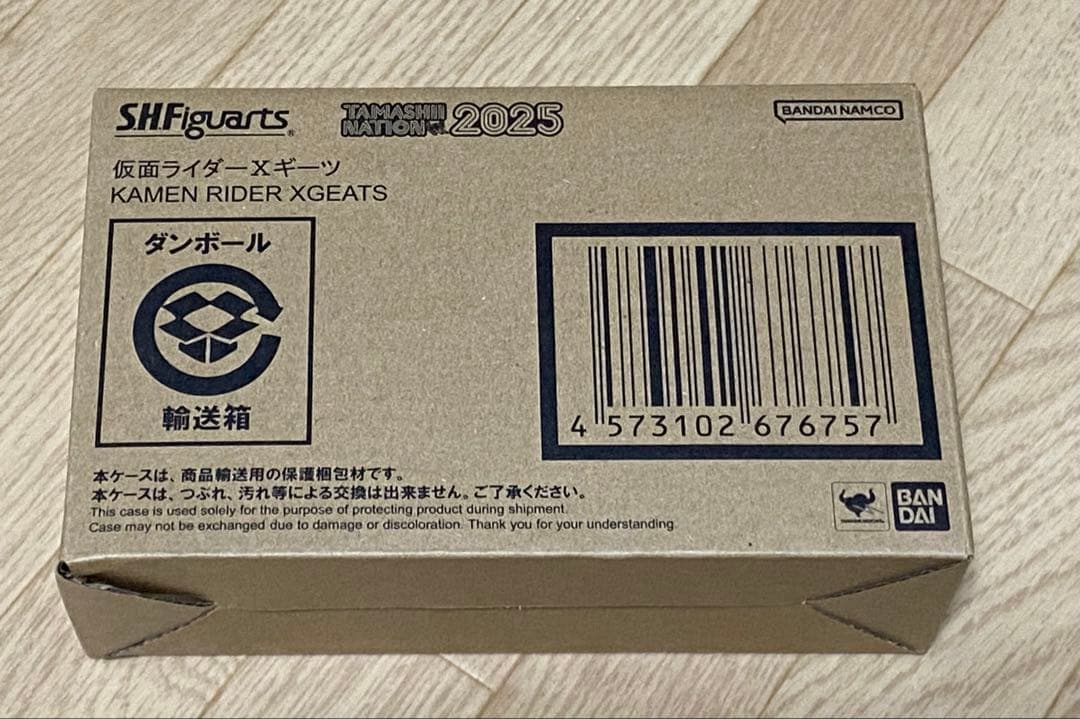 S.H.Figuarts®
TAMASHII NATION 2025
BANDAI NAMCO
仮面ライダーXギーツ
KAMEN RIDER XGEATS
ダンボール
輸送箱
4 573102 676757
本ケースは、商品輸送用の保護梱包材です。
本ケースは、つぶれ、汚れ等による交換は出来ません。ご了承ください。
This case is used solely for the purpose of protecting product during shipment.
Case may not be exchanged due to damage or discoloration. Thank you for your understanding.
BAN
DAI